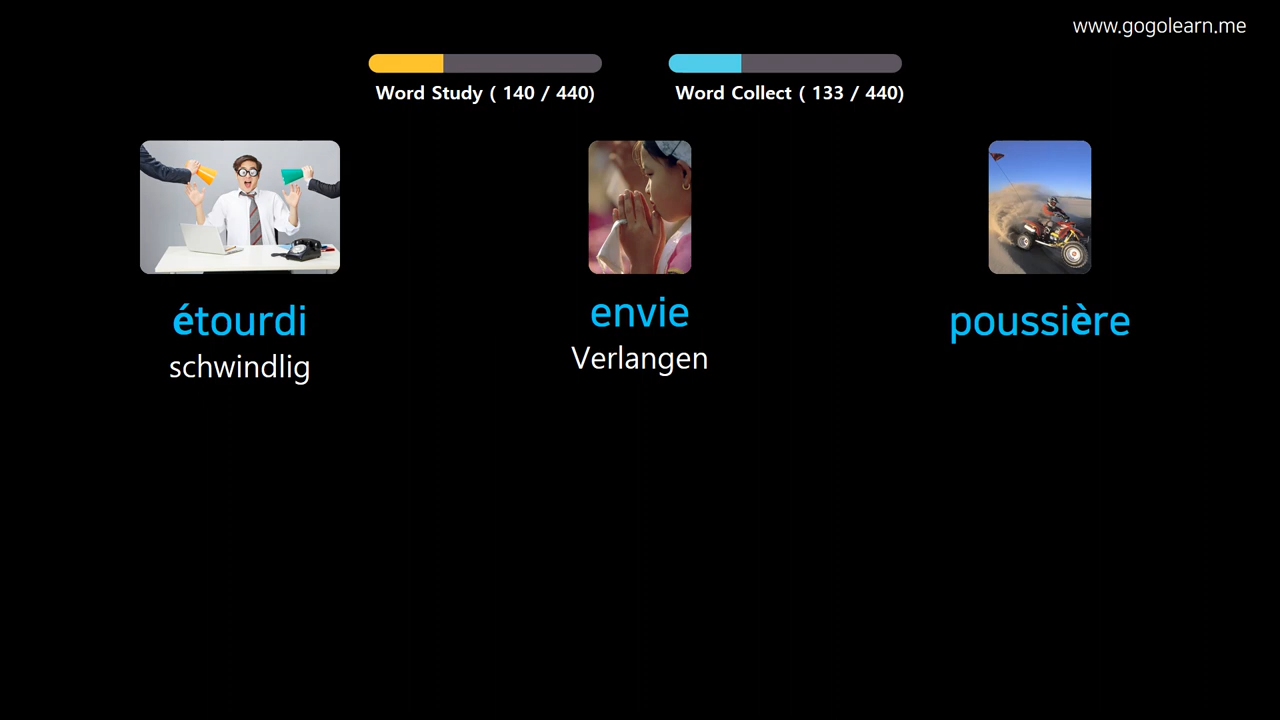 www.gogolearn.me
Word Study ( 140 / 440)
Word Collect ( 133 / 440)
étourdi
schwindlig
envie
Verlangen
poussière